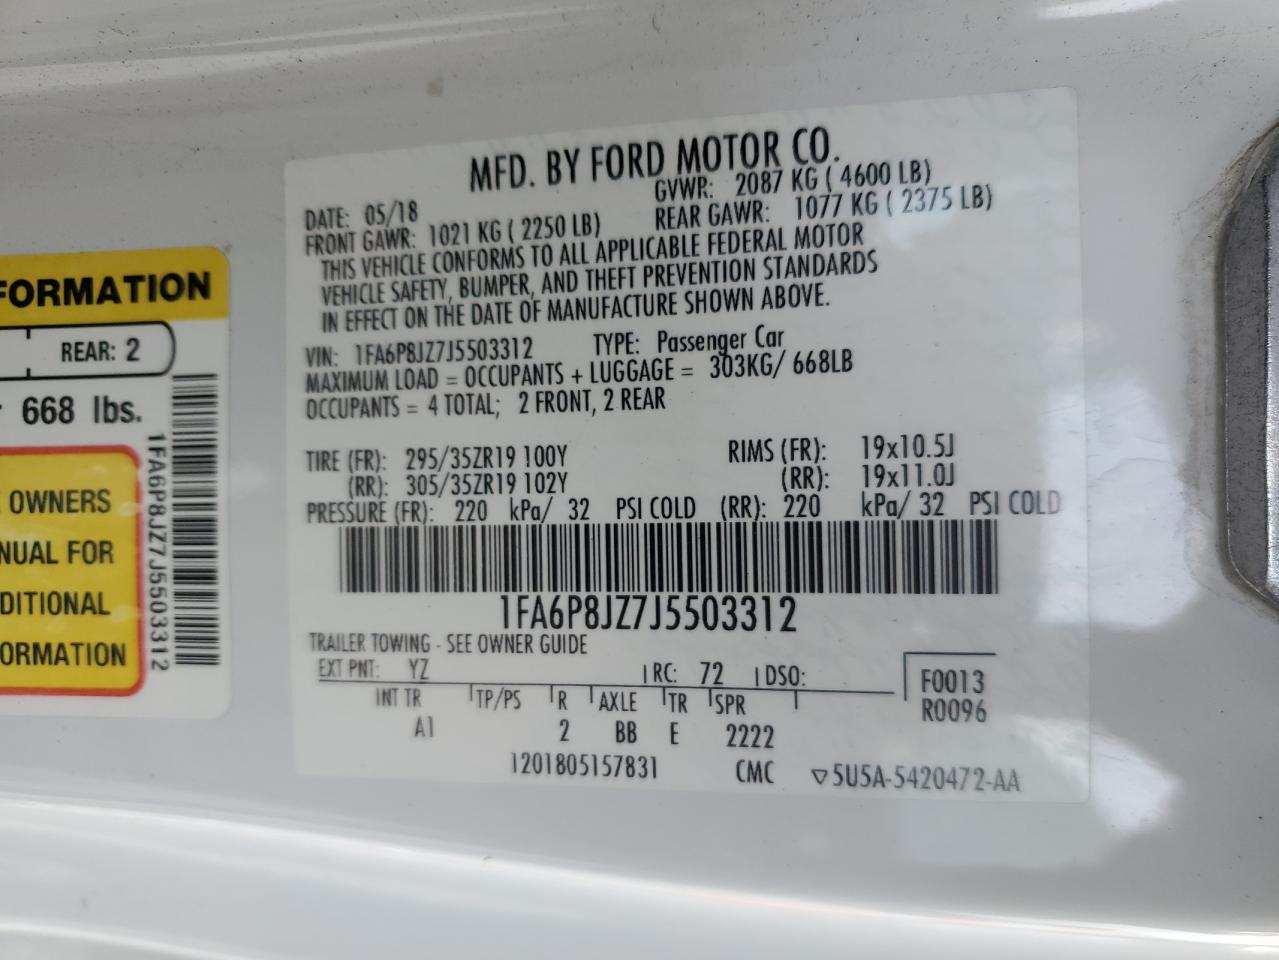 FORMATION
REAR: 2
668 lbs.
OWNERS
NUAL FOR
DITIONAL
ORMATION
1FA6P8JZ7J5503312
MFD. BY FORD MOTOR CO.
DATE: 05/18 GVWR: 2087 KG ( 4600 LB)
FRONT GAWR: 1021 KG ( 2250 LB) REAR GAWR: 1077 KG ( 2375 LB)
THIS VEHICLE CONFORMS TO ALL APPLICABLE FEDERAL MOTOR
VEHICLE SAFETY, BUMPER, AND THEFT PREVENTION STANDARDS
IN EFFECT ON THE DATE OF MANUFACTURE SHOWN ABOVE.
VIN: 1FA6P8JZ7J5503312 TYPE: Passenger Car
MAXIMUM LOAD = OCCUPANTS + LUGGAGE = 303KG/ 668LB
OCCUPANTS = 4 TOTAL; 2 FRONT, 2 REAR
TIRE (FR): 295/35ZR19 100Y RIMS (FR): 19x10.5J
(RR): 305/35ZR19 102Y (RR): 19x11.0J
PRESSURE (FR): 220 kPa/ 32 PSI COLD (RR): 220 kPa/ 32 PSI COLD
1FA6P8JZ7J5503312
TRAILER TOWING - SEE OWNER GUIDE
EXT PNT: YZ RC: 72 DSO: F0013
INT TR TP/PS R AXLE TR SPR R0096
A1 2 BB E 2222
1201805157831 CMC ▽5U5A-5420472-AA